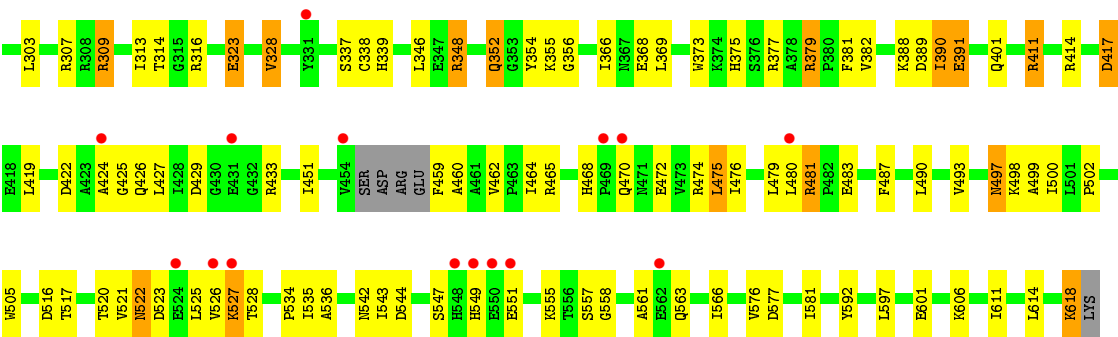 L303 R307 R308 R309 I313 T314 G315 R316 E323 V328 Y331 S337 C338 H339 L346 E347 R348 Q352 G353 Y354 K355 G356 I366 N367 E368 L369 W373 K374 H375 S376 R377 A378 R379 P380 F381 V382 K388 D389 I390 E391 Q401 R411 R414 D417
E418 L419 D422 A423 A424 G425 Q426 L427 I428 D429 G430 E431 G432 R433 I451 V454 SER ASP ARG GLU F459 A460 A461 V462 P463 I464 R465 H468 P469 Q470 N471 E472 V473 R474 L475 I476 L479 L480 R481 P482 E483 F487 L490 V493 N497 K498 A499 I500 L501 P502
W505 D516 T517 T520 V521 N522 D523 E524 L525 V526 K527 T528 P534 I535 A536 N542 I543 D544 S547 H548 H549 E550 E551 K555 T556 S557 G558 A561 E562 Q563 I566 V576 D577 I581 Y592 L597 E601 K606 I611 L614 K618 LYS